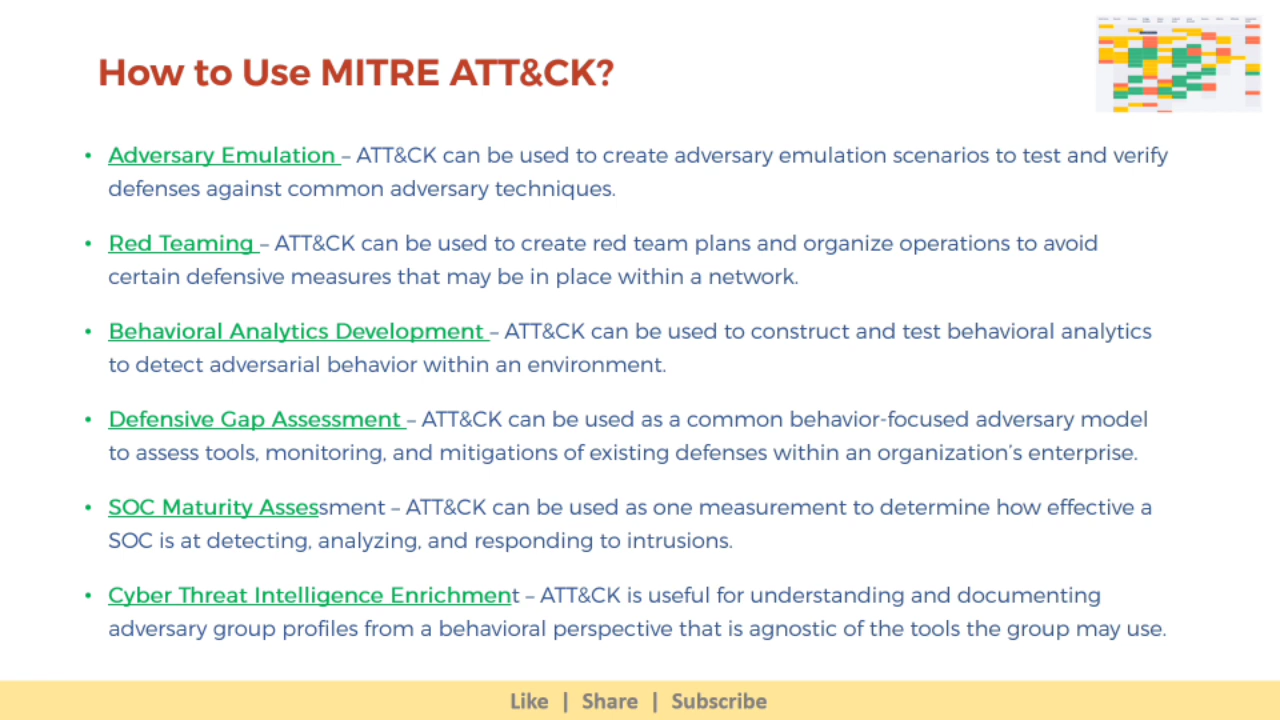 How to Use MITRE ATT&CK?
• Adversary Emulation – ATT&CK can be used to create adversary emulation scenarios to test and verify
defenses against common adversary techniques.
• Red Teaming – ATT&CK can be used to create red team plans and organize operations to avoid
certain defensive measures that may be in place within a network.
• Behavioral Analytics Development – ATT&CK can be used to construct and test behavioral analytics
to detect adversarial behavior within an environment.
• Defensive Gap Assessment – ATT&CK can be used as a common behavior-focused adversary model
to assess tools, monitoring, and mitigations of existing defenses within an organization’s enterprise.
• SOC Maturity Assessment – ATT&CK can be used as one measurement to determine how effective a
SOC is at detecting, analyzing, and responding to intrusions.
• Cyber Threat Intelligence Enrichment – ATT&CK is useful for understanding and documenting
adversary group profiles from a behavioral perspective that is agnostic of the tools the group may use.
Like | Share | Subscribe